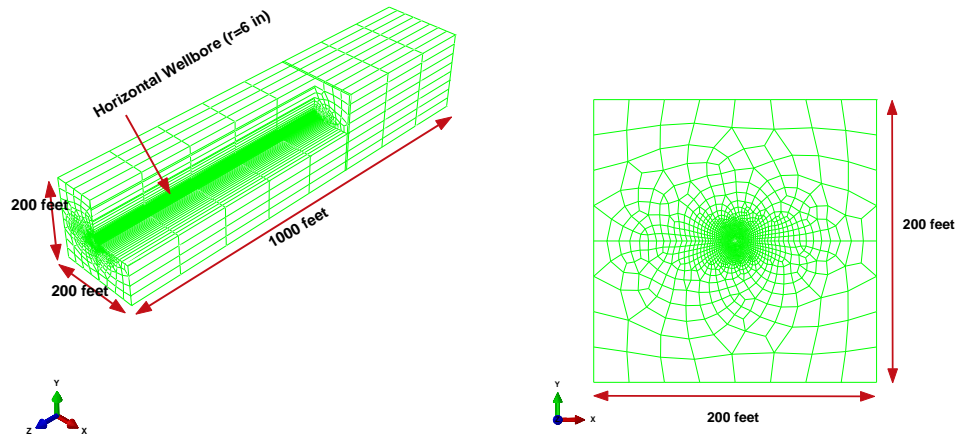 Horizontal Wellbore (r=6 in)
200 feet
200 feet
1000 feet
Y
Z
X
200 feet
200 feet
Y
X